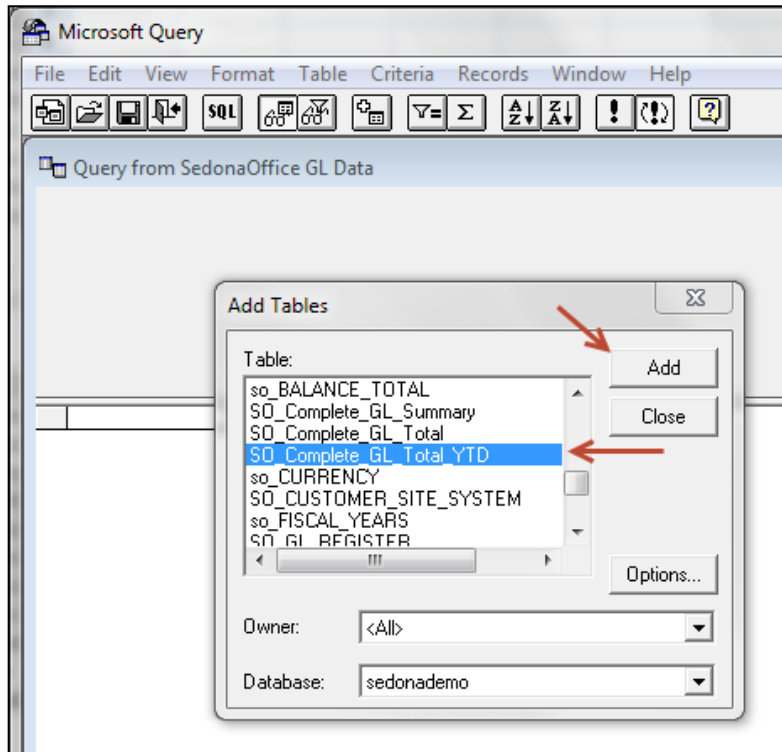 Microsoft Query
File Edit View Format Table Criteria Records Window Help
SQL
Query from SedonaOffice GL Data
Add Tables
Table:
so_BALANCE_TOTAL
SO_Complete_GL_Summary
SO_Complete_GL_Total
SO_Complete_GL_Total_YTD
so_CURRENCY
SO_CUSTOMER_SITE_SYSTEM
so_FISCAL_YEARS
SO_GL_REGISTER
Add
Close
Options...
Owner: <All>
Database: sedonademo